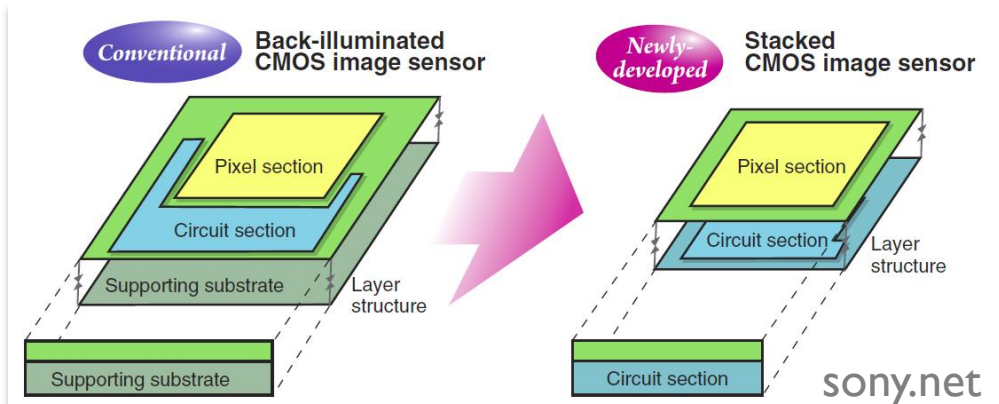 Conventional
Back-illuminated
CMOS image sensor
Pixel section
Circuit section
Supporting substrate
Layer
structure
Supporting substrate
Newly-
developed
Stacked
CMOS image sensor
Pixel section
Circuit section
Layer
structure
Circuit section
sony.net